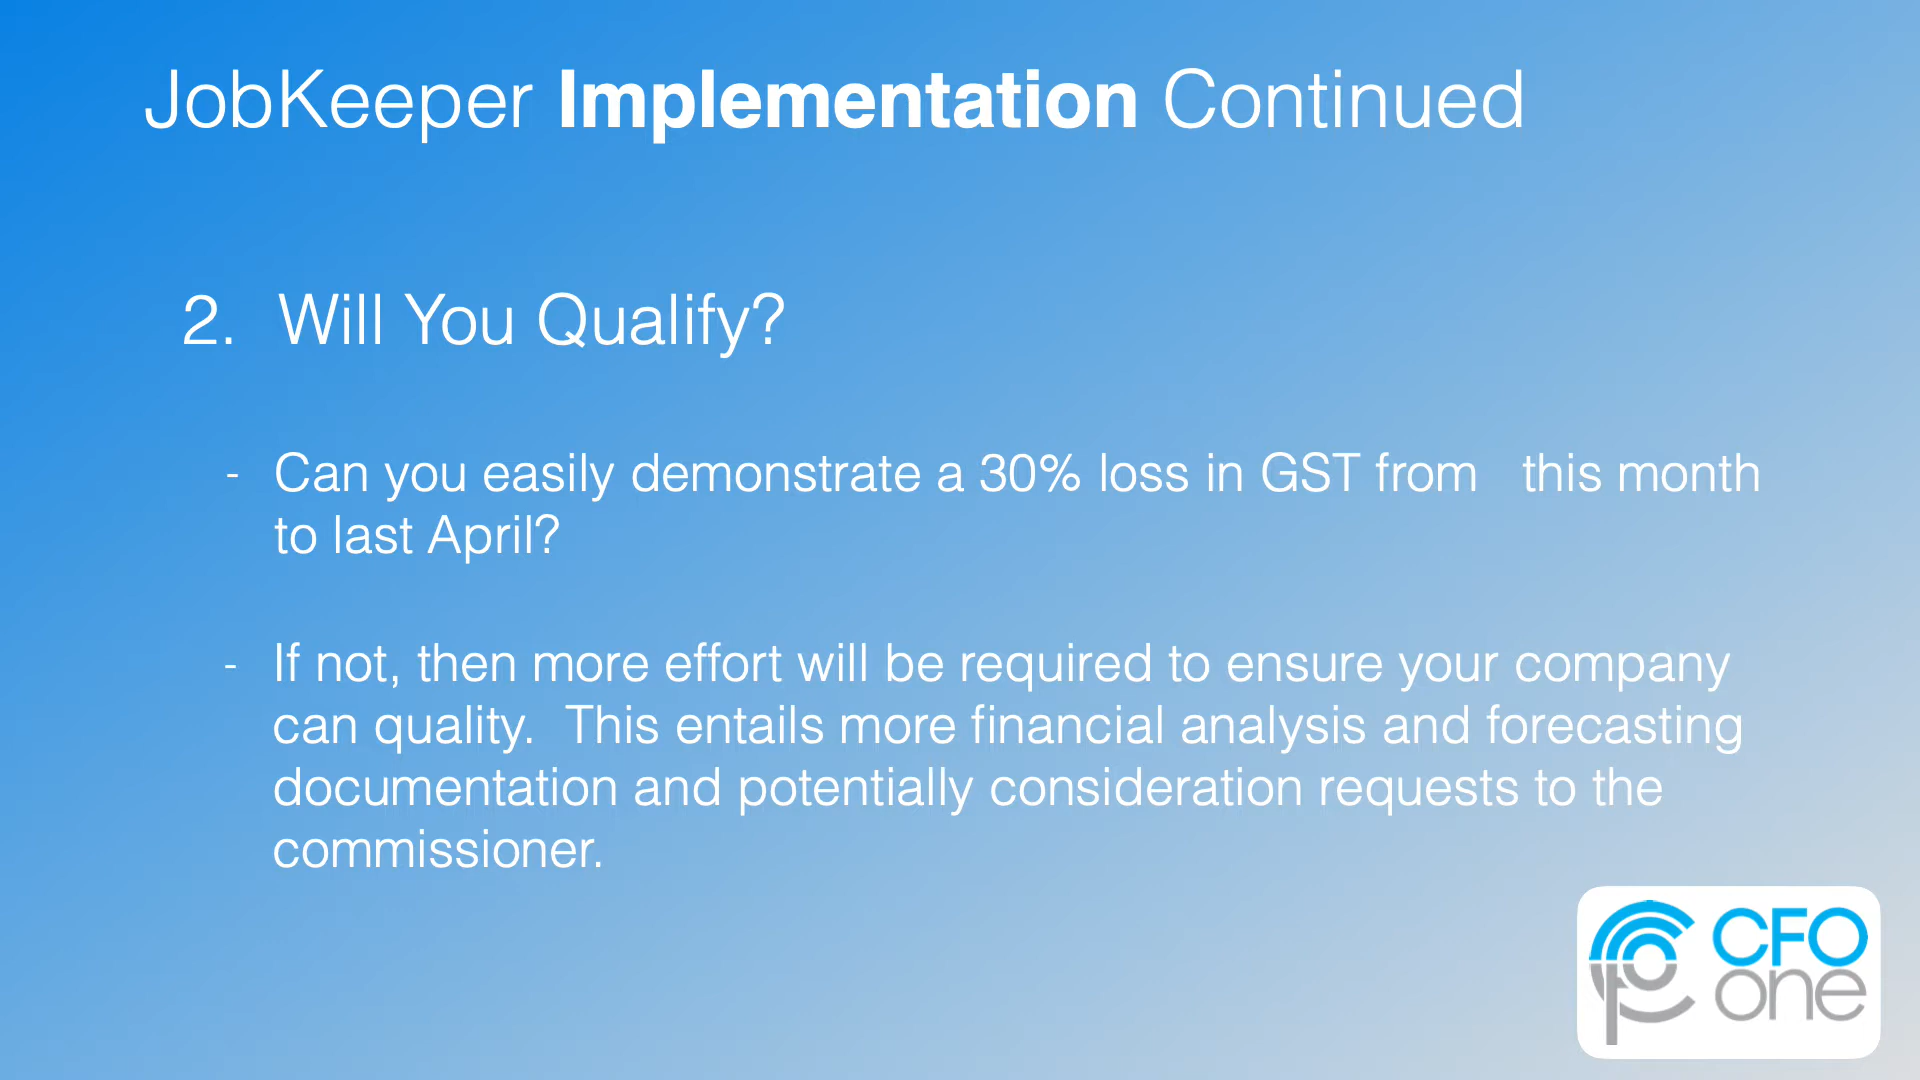 JobKeeper Implementation Continued
2. Will You Qualify?
- Can you easily demonstrate a 30% loss in GST from this month
to last April?
- If not, then more effort will be required to ensure your company
can quality. This entails more financial analysis and forecasting
documentation and potentially consideration requests to the
commissioner.
CFO
one